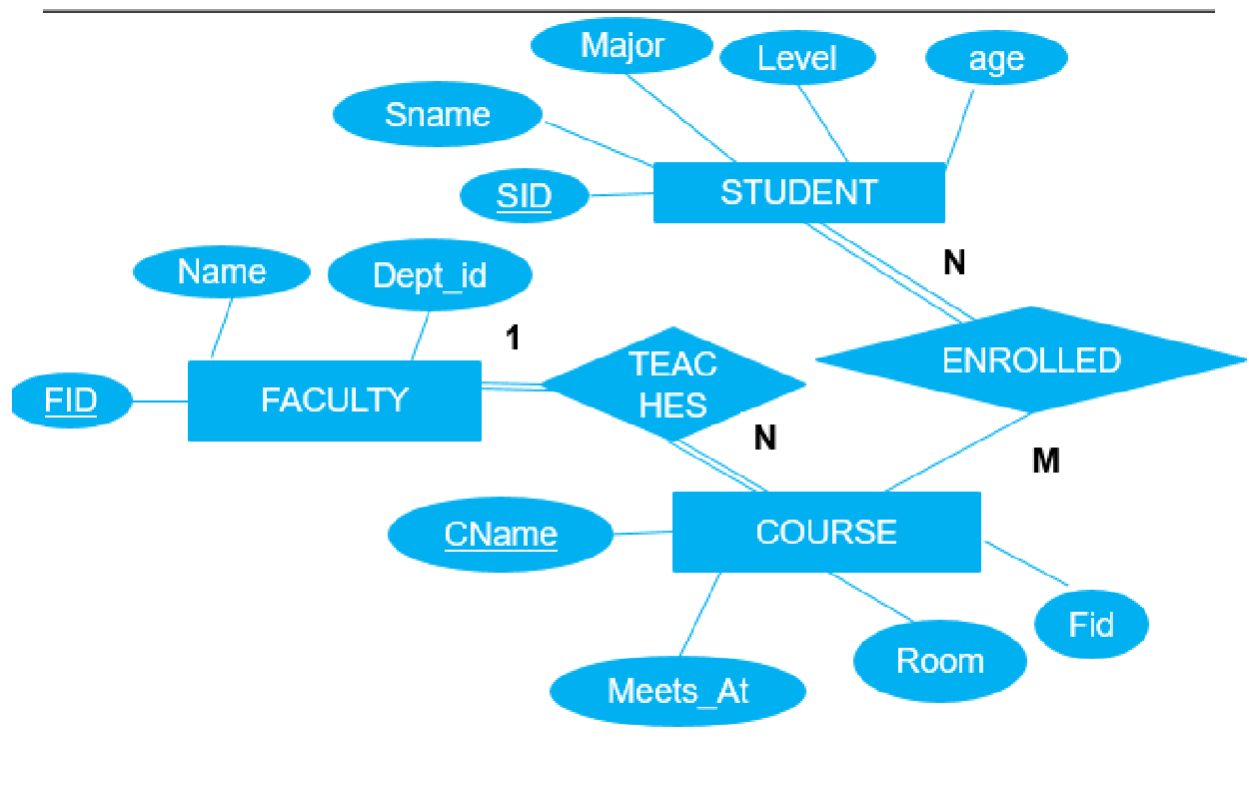 Major
Level
age
Sname
STUDENT
SID
N
Name
Dept_id
1
TEAC
HES
ENROLLED
FID
FACULTY
N
M
CName
COURSE
Fid
Room
Meets_At